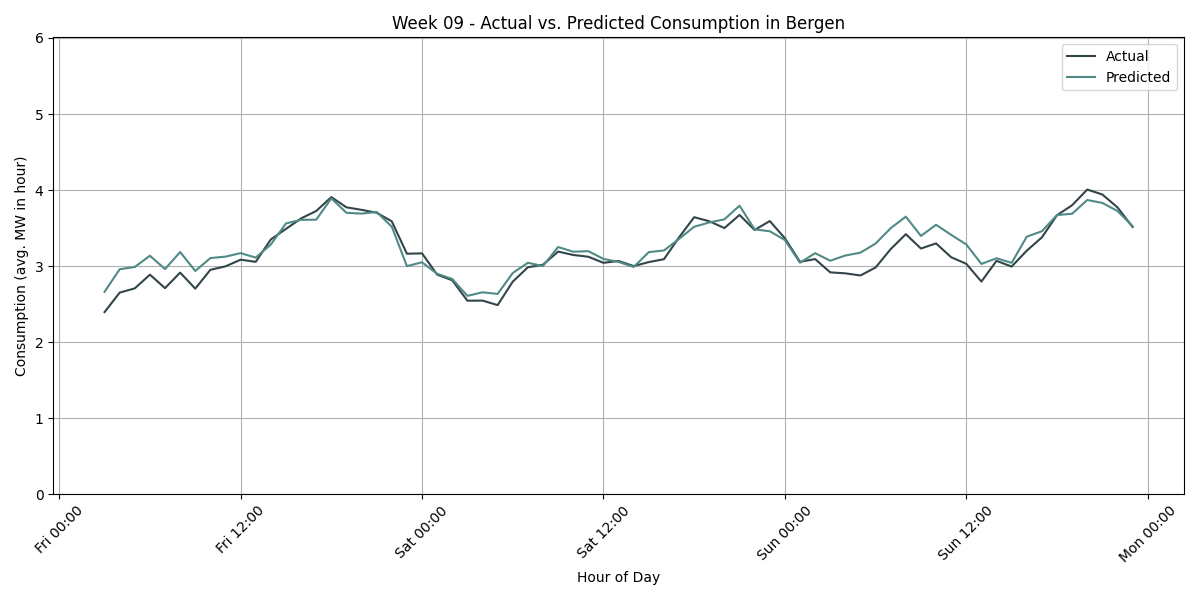 Week 09 - Actual vs. Predicted Consumption in Bergen
Actual
Predicted
Consumption (avg. MW in hour)
6
5
4
3
2
1
0
Fri 00:00
Fri 12:00
Sat 00:00
Sat 12:00
Sun 00:00
Sun 12:00
Mon 00:00
Hour of Day